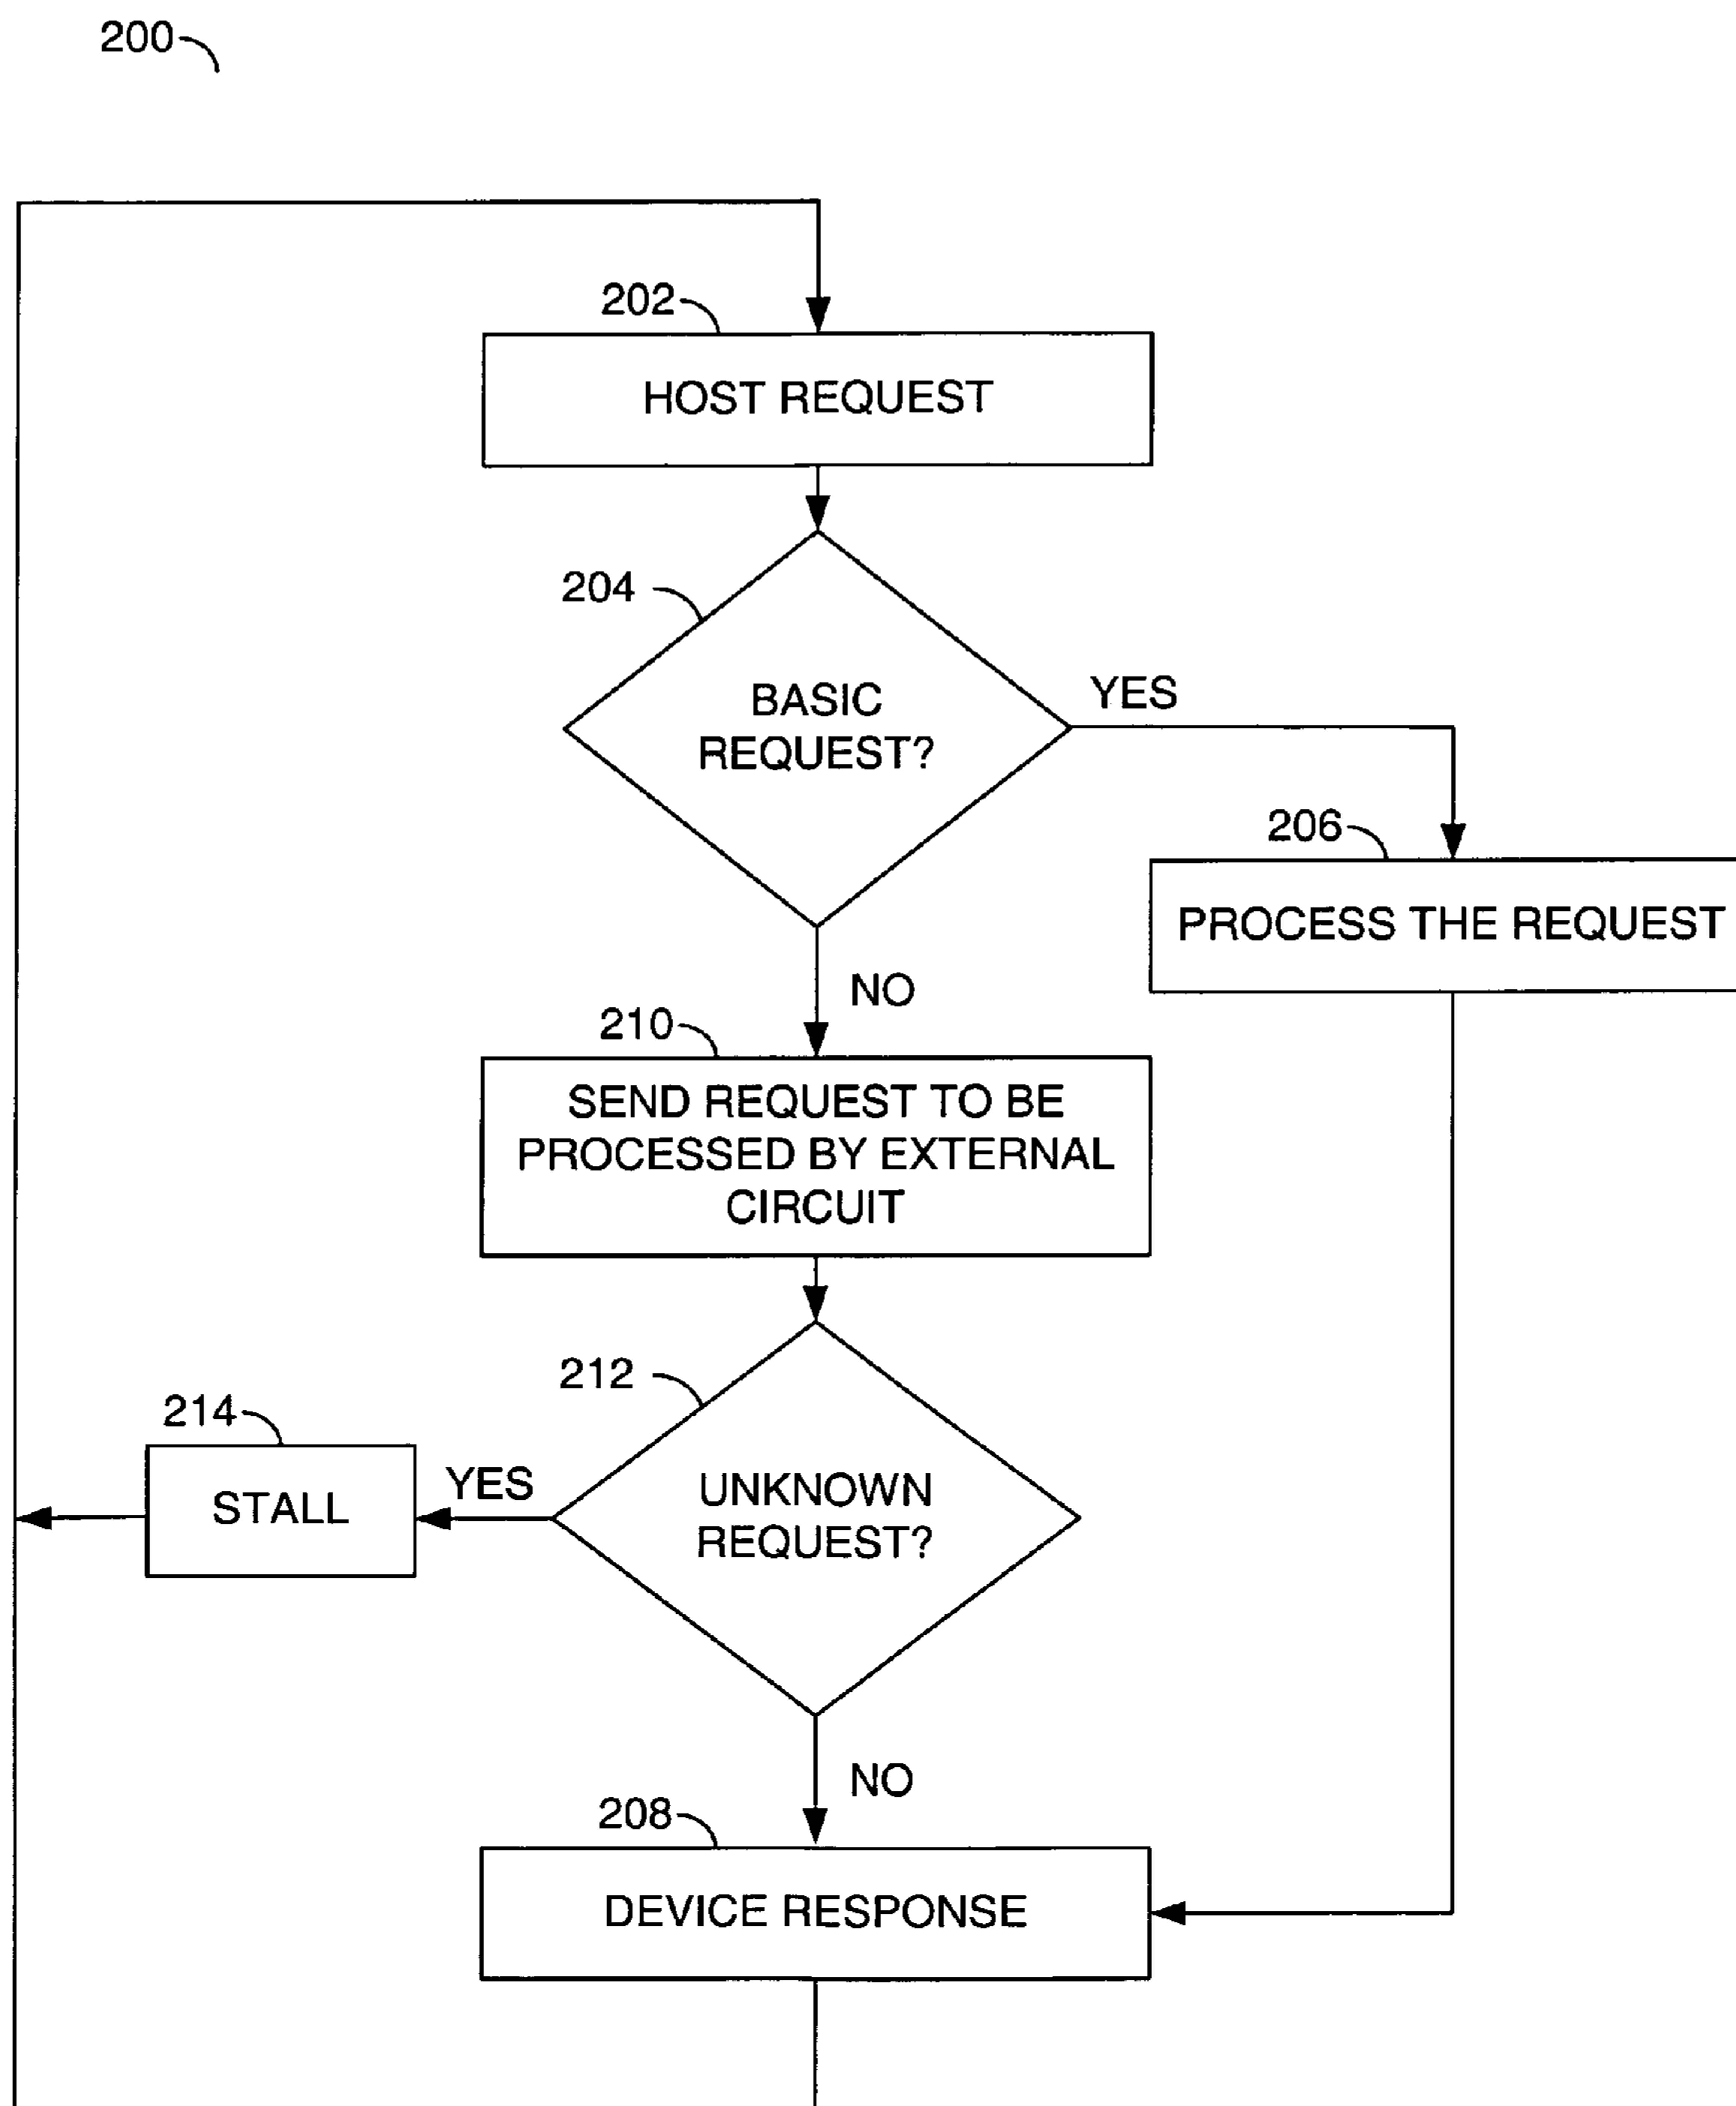 200
202
HOST REQUEST
204
BASIC
REQUEST?
YES
206
PROCESS THE REQUEST
NO
210
SEND REQUEST TO BE
PROCESSED BY EXTERNAL
CIRCUIT
212
UNKNOWN
REQUEST?
YES
214
STALL
NO
208
DEVICE RESPONSE